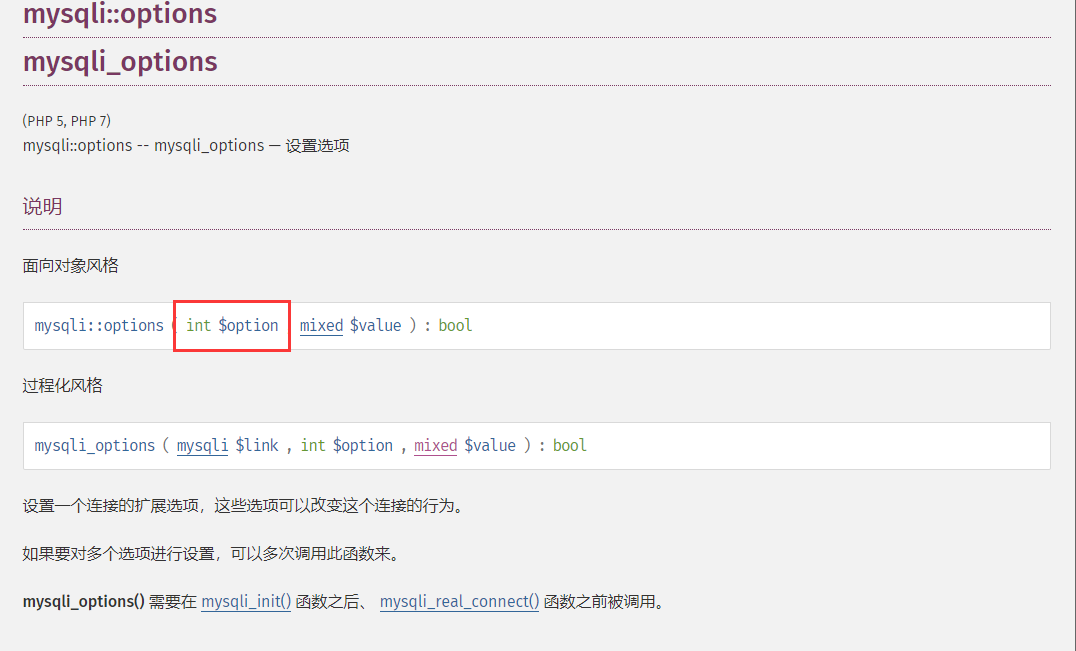 mysqli::options
mysqli_options
(PHP 5, PHP 7)
mysqli::options -- mysqli_options — 设置选项
说明
面向对象风格
mysqli::options ( int $option mixed $value ) : bool
过程化风格
mysqli_options ( mysqli $link , int $option , mixed $value ) : bool
设置一个连接的扩展选项，这些选项可以改变这个连接的行为。
如果要对多个选项进行设置，可以多次调用此函数来。
mysqli_options() 需要在 mysqli_init() 函数之后、 mysqli_real_connect() 函数之前被调用。